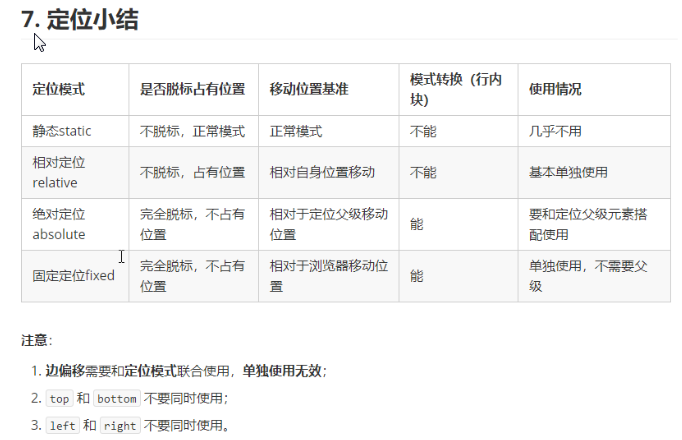 7. 定位小结
定位模式 是否脱标占有位置 移动位置基准 模式转换（行内块） 使用情况
静态static 不脱标，正常模式 正常模式 不能 几乎不用
相对定位relative 不脱标，占有位置 相对自身位置移动 不能 基本单独使用
绝对定位absolute 完全脱标，不占有位置 相对于定位父级移动位置 能 要和定位父级元素搭配使用
固定定位fixed 完全脱标，不占有位置 相对于浏览器移动位置 能 单独使用，不需要父级
注意：
1. 边偏移需要和定位模式联合使用，单独使用无效；
2. top 和 bottom 不要同时使用；
3. left 和 right 不要同时使用。